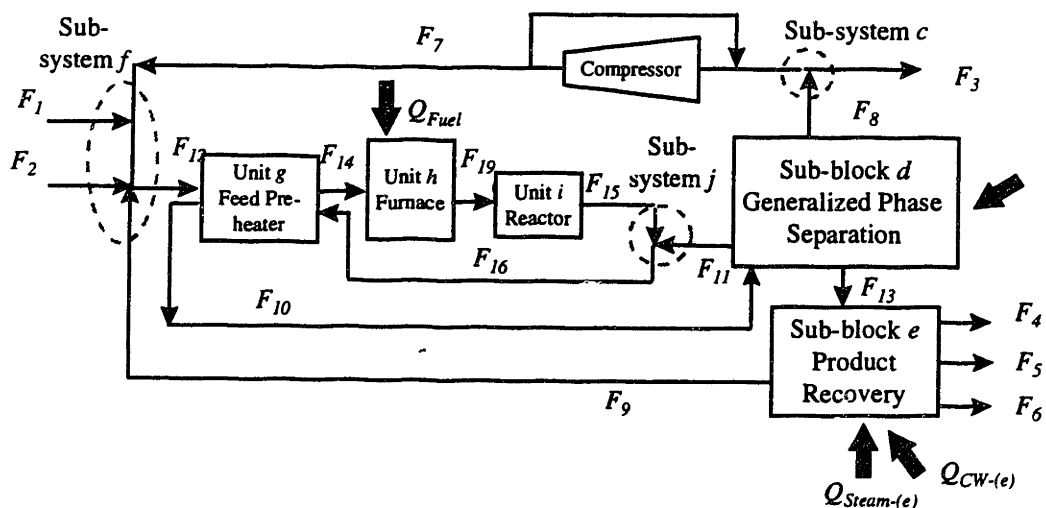 Sub-
system f
F7
Sub-system c
Compressor
F3
F1
QFuel
F8
F2
F12
F14
F19
Sub-
system j
Unit g
Feed Pre-
heater
Unit h
Furnace
Unit i
Reactor
F15
Sub-block d
Generalized Phase
Separation
F16
F11
F10
F13
Sub-block e
Product
Recovery
F4
F5
F6
F9
QSteam-(e)
QCW-(e)